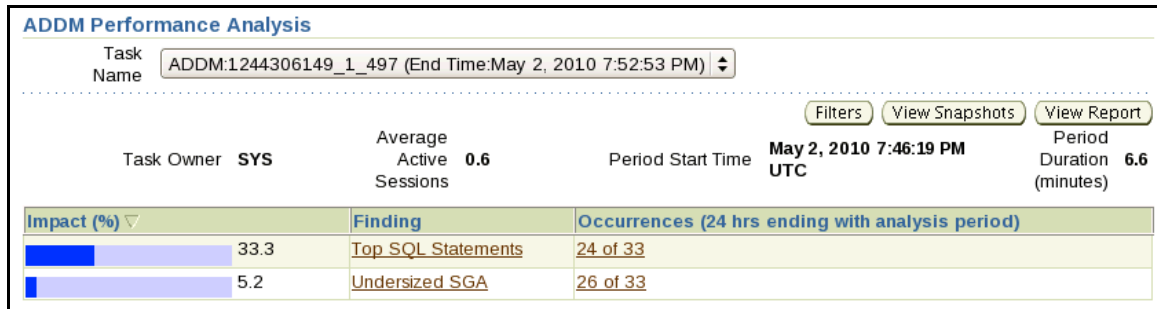 ADDM Performance Analysis
Task Name ADDM:1244306149_1_497 (End Time:May 2, 2010 7:52:53 PM)
Filters View Snapshots View Report
Task Owner SYS Average Active Sessions 0.6 Period Start Time May 2, 2010 7:46:19 PM UTC Period Duration (minutes) 6.6
Impact (%) Finding Occurrences (24 hrs ending with analysis period)
33.3 Top SQL Statements 24 of 33
5.2 Undersized SGA 26 of 33